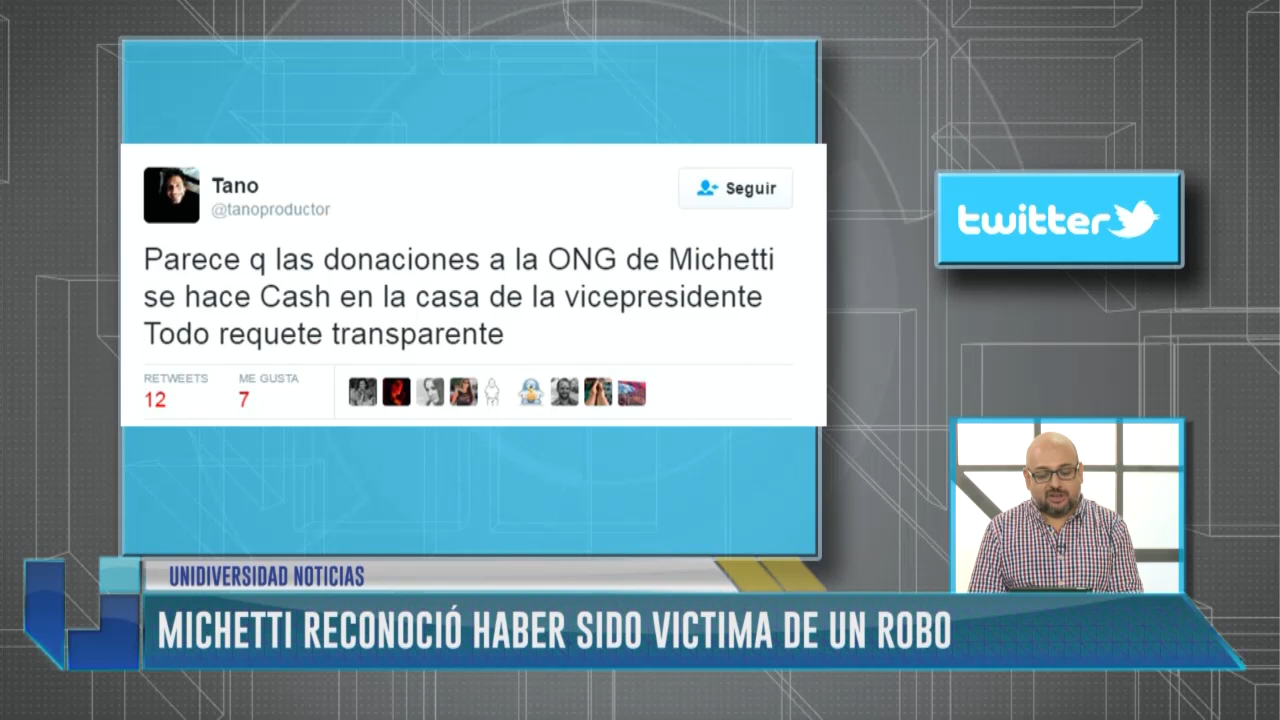 Tano
@tanoproductor
Seguir
Parece q las donaciones a la ONG de Michetti
se hace Cash en la casa de la vicepresidente
Todo requete transparente
RETWEETS
ME GUSTA
12
7
twitter
UNIDIVERSIDAD NOTICIAS
MICHETTI RECONOCIÓ HABER SIDO VICTIMA DE UN ROBO